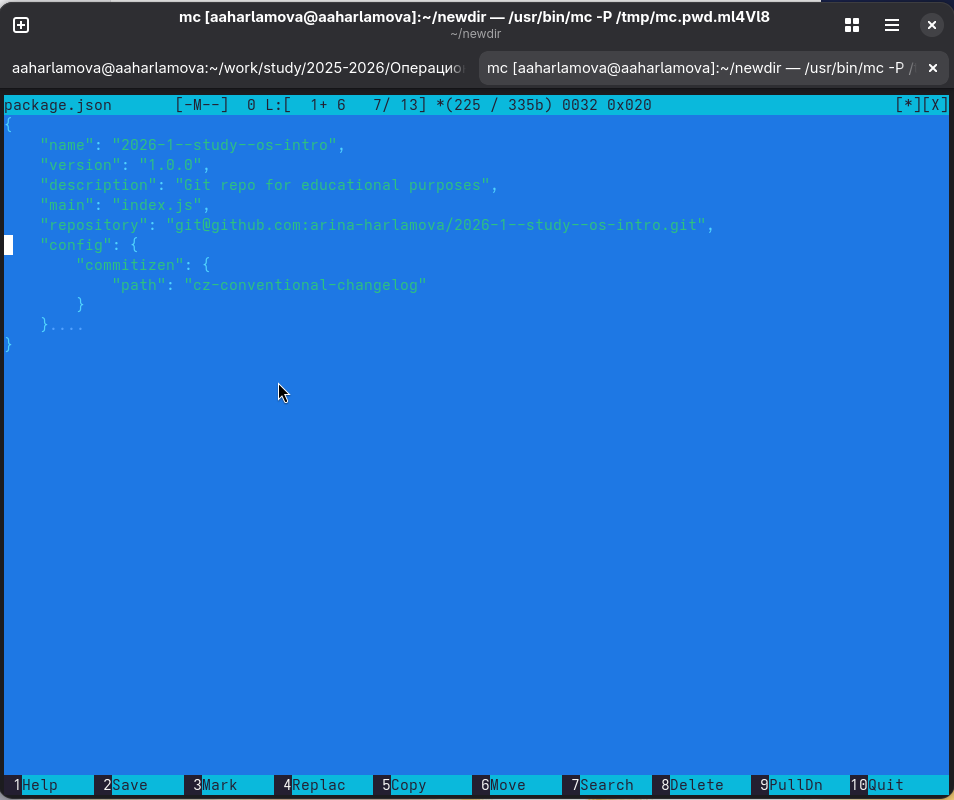 mc [aaharlamova@aaharlamova]:~/newdir — /usr/bin/mc -P /tmp/mc.pwd.ml4Vl8
~/newdir
aaharlamova@aaharlamova:~/work/study/2025-2026/Операцио
mc [aaharlamova@aaharlamova]:~/newdir — /usr/bin/mc -P /
package.json [-M--] 0 L:[ 1+ 6 7/ 13] *(225 / 335b) 0032 0x020 [*][X]
{
    "name": "2026-1--study--os-intro",
    "version": "1.0.0",
    "description": "Git repo for educational purposes",
    "main": "index.js",
    "repository": "git@github.com:arina-harlamova/2026-1--study--os-intro.git",
    "config": {
        "commitizen": {
            "path": "cz-conventional-changelog"
        }
    }....
}
1Help 2Save 3Mark 4Replac 5Copy 6Move 7Search 8Delete 9PullDn 10Quit